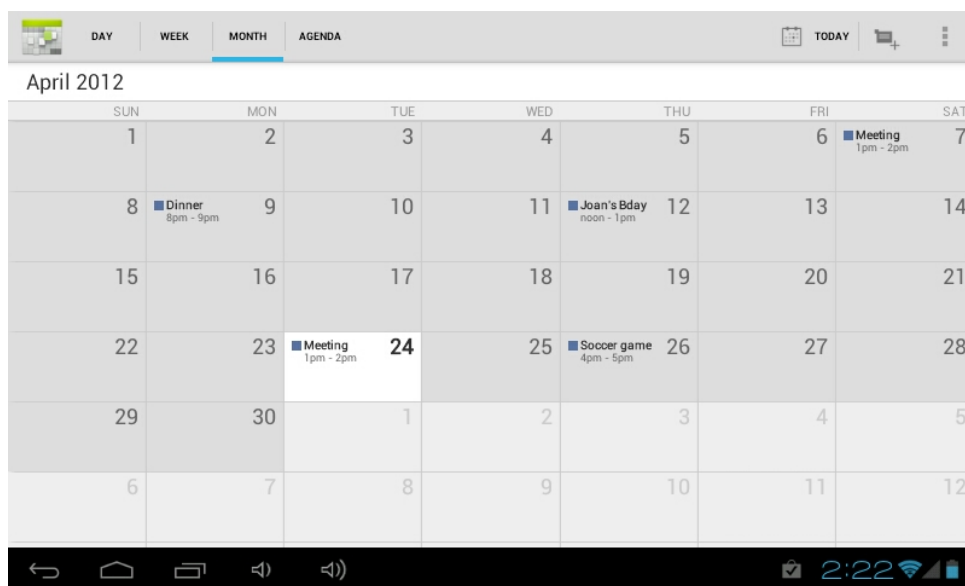 DAY WEEK MONTH AGENDA TODAY
April 2012
SUN MON TUE WED THU FRI SAT
1 2 3 4 5 6 Meeting 7
1pm - 2pm
8 Dinner 9 10 11 Joan's Bday 12 13 14
8pm - 9pm noon - 1pm
15 16 17 18 19 20 21
22 23 Meeting 24 25 Soccer game 26 27 28
1pm - 2pm 4pm - 5pm
29 30 1 2 3 4 5
6 7 8 9 10 11 12
2:22